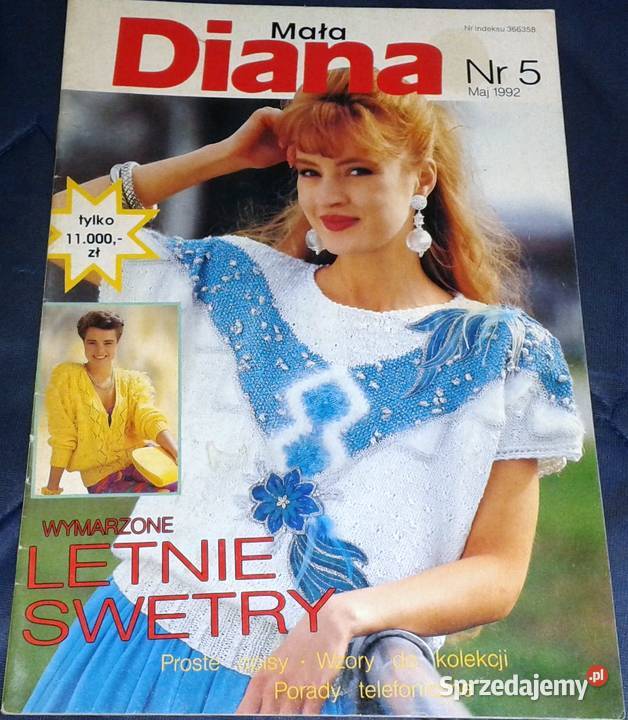 Mała
Nr indeksu 366358
Diana
Nr 5
Maj 1992
tylko
11.000,-
zł
WYMARZONE
LETNIE
SWETRY
Proste opisy • Wzory do kolekcji
Porady telefoniczne
Sprzedajemy.pl